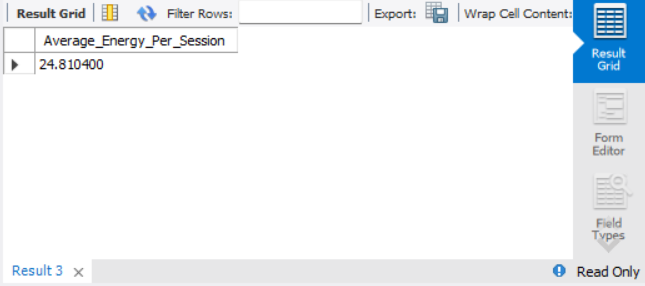 Result Grid Filter Rows: Export: Wrap Cell Content:
Average_Energy_Per_Session
24.810400
Result
Grid
Form
Editor
Field
Types
Result 3 × Read Only